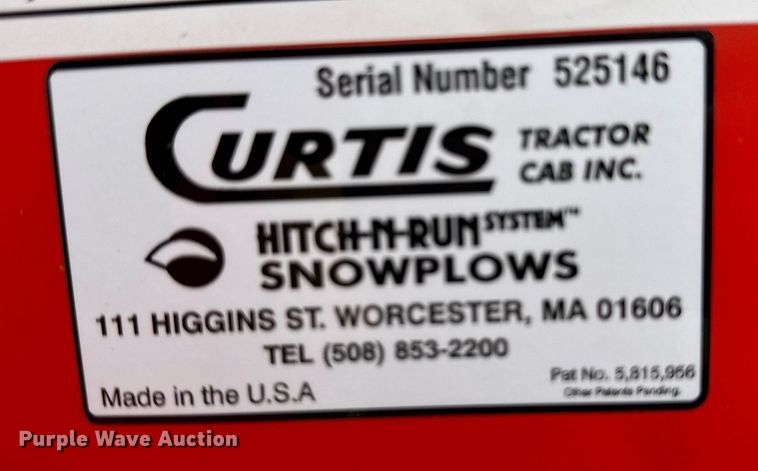 Serial Number 525146
CURTIS TRACTOR CAB INC.
HITCH-N-RUN SYSTEM™
SNOWPLOWS
111 HIGGINS ST. WORCESTER, MA 01606
TEL (508) 853-2200
Pat No. 5,815,956
Other Patents Pending.
Made in the U.S.A
Purple Wave Auction